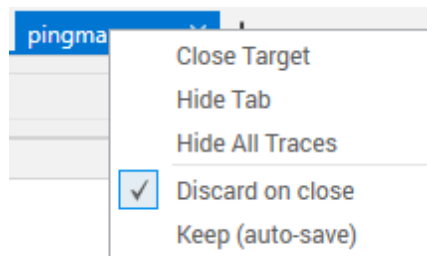 pingma
Close Target
Hide Tab
Hide All Traces
Discard on close
Keep (auto-save)